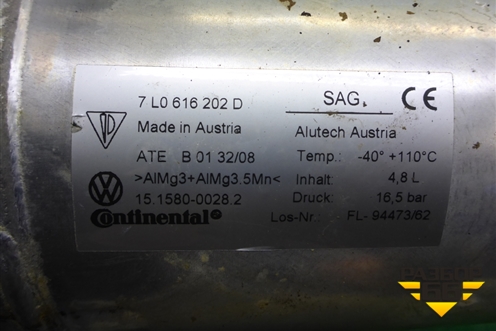 7 L0 616 202 D
Made in Austria
ATE B 01 32/08
>AlMg3+AlMg3.5Mn<
15.1580-0028.2
Continental
SAG. CE
Alutech Austria
Temp.: -40° +110°C
Inhalt: 4,8 L
Druck: 16,5 bar
Los-Nr.: FL- 94473/62